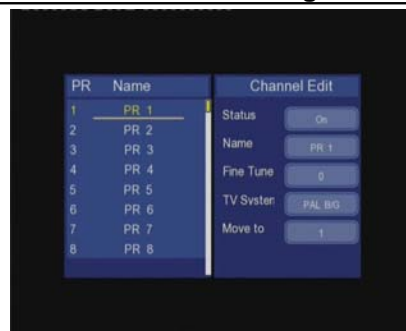 PR Name
1 PR 1
2 PR 2
3 PR 3
4 PR 4
5 PR 5
6 PR 6
7 PR 7
8 PR 8
Channel Edit
Status On
Name PR 1
Fine Tune 0
TV System PAL B/G
Move to 1